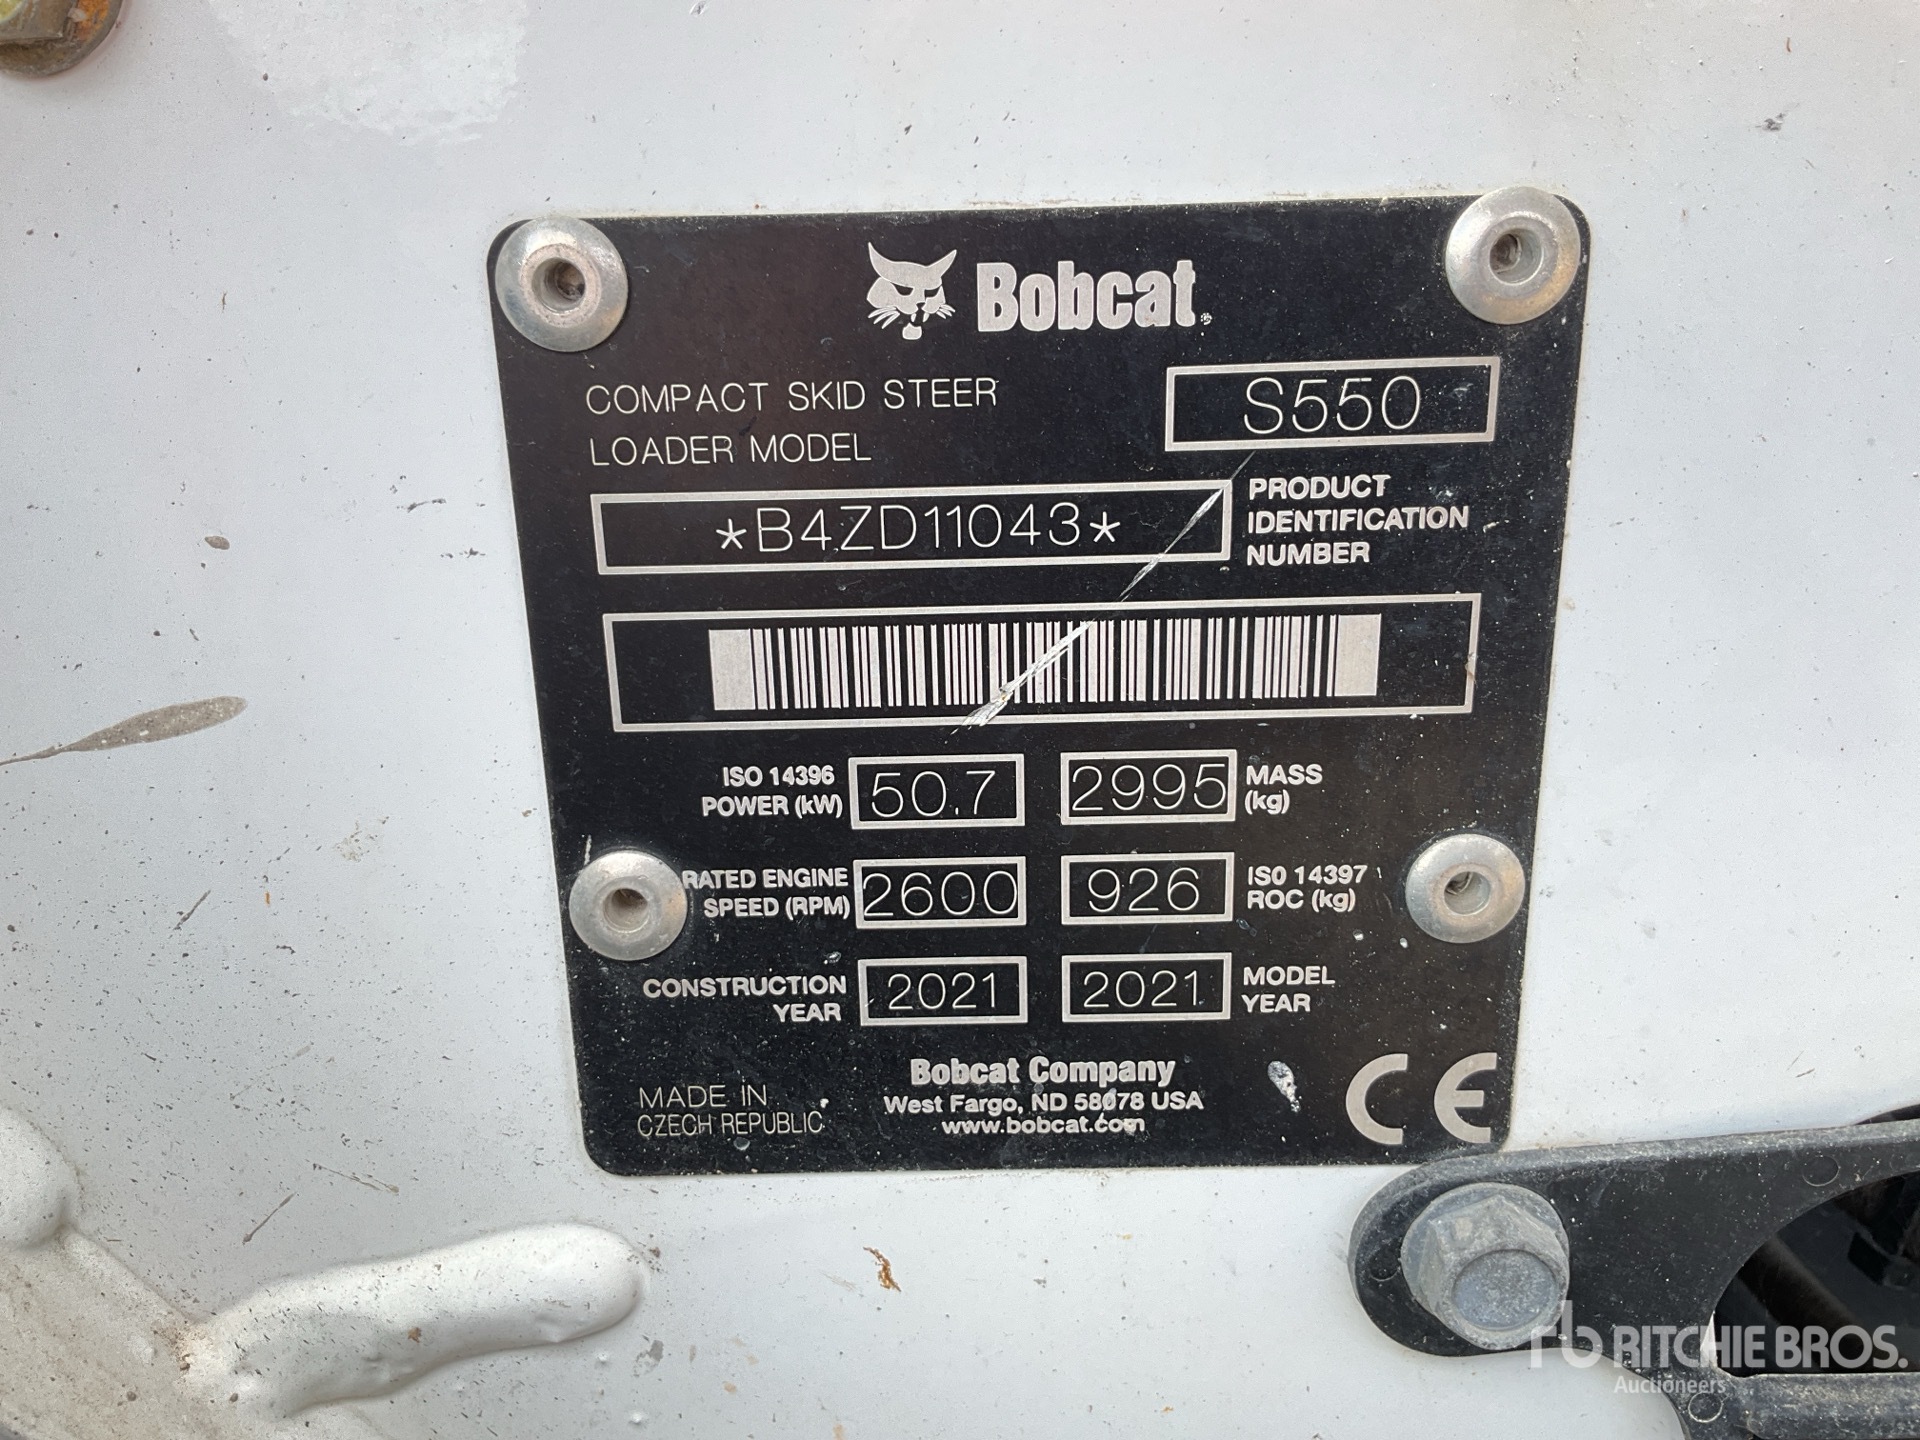 Bobcat
COMPACT SKID STEER
LOADER MODEL
S550
*B4ZD11043*
PRODUCT
IDENTIFICATION
NUMBER
ISO 14396
POWER (kW)
50.7
2995
MASS
(kg)
RATED ENGINE
SPEED (RPM)
2600
926
ISO 14397
ROC (kg)
CONSTRUCTION
YEAR
2021
2021
MODEL
YEAR
MADE IN
CZECH REPUBLIC
Bobcat Company
West Fargo, ND 58078 USA
www.bobcat.com
CE
rb RITCHIE BROS.
Auctioneers